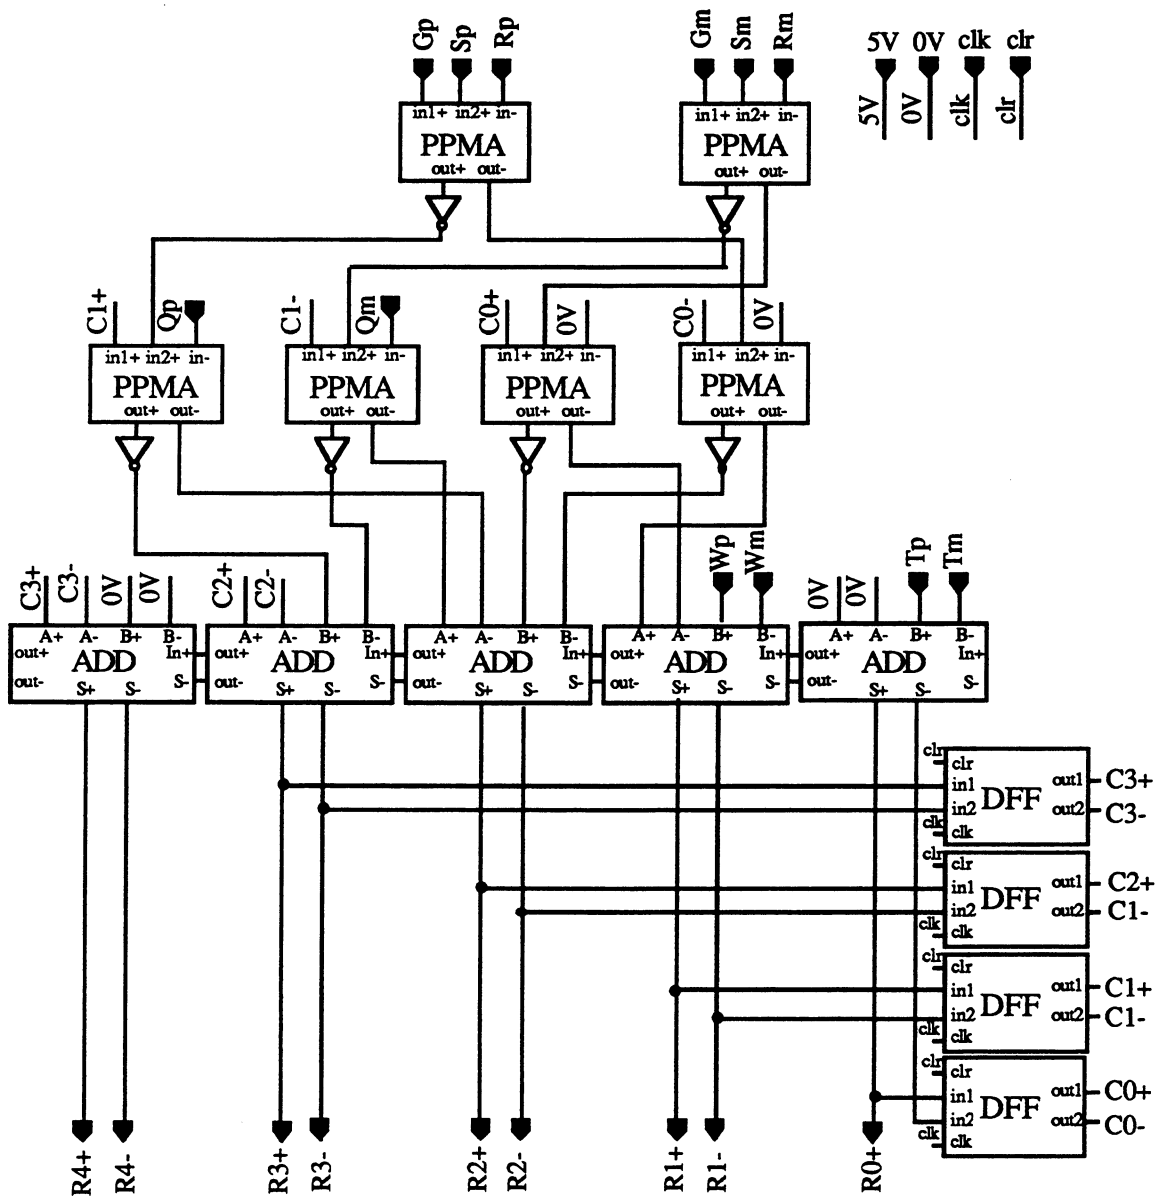 Gp Sp Rp Gm Sm Rm 5V 0V clk clr
5V 0V clk clr
in1+ in2+ in- in1+ in2+ in-
PPMA PPMA
out+ out- out+ out-
C1+ Qp C1- Qm C0+ 0V C0- 0V
in1+ in2+ in- in1+ in2+ in- in1+ in2+ in- in1+ in2+ in-
PPMA PPMA PPMA PPMA
out+ out- out+ out- out+ out- out+ out-
Wp Wm Tp Tm
C3+ C3- 0V 0V C2+ C2- 0V 0V
A+ A- B+ B- A+ A- B+ B- A+ A- B+ B- A+ A- B+ B- A+ A- B+ B-
out+ ADD In+ out+ ADD In+ out+ ADD In+ out+ ADD In+ out+ ADD In+
out- S+ S- S- out- S+ S- S- out- S+ S- S- out- S+ S- S- out- S+ S- S-
clr
clr
in1 out1 C3+
DFF
in2 out2 C3-
clk
clk
clr
clr
in1 out1 C2+
DFF
in2 out2 C1-
clk
clk
clr
clr
in1 out1 C1+
DFF
in2 out2 C1-
clk
clk
clr
clr
in1 out1 C0+
DFF
in2 out2 C0-
clk
clk
R4+ R4- R3+ R3- R2+ R2- R1+ R1- R0+